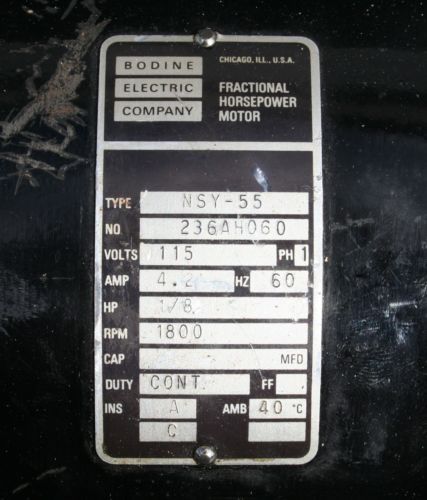 BODINE
ELECTRIC
COMPANY
CHICAGO, ILL., U.S.A.
FRACTIONAL
HORSEPOWER
MOTOR
TYPE NSY-55
NO 236AH060
VOLTS 115 PH 1
AMP 4.2 HZ 60
HP 1/8
RPM 1800
CAP MFD
DUTY CONT. FF
INS A AMB 40 °C
C